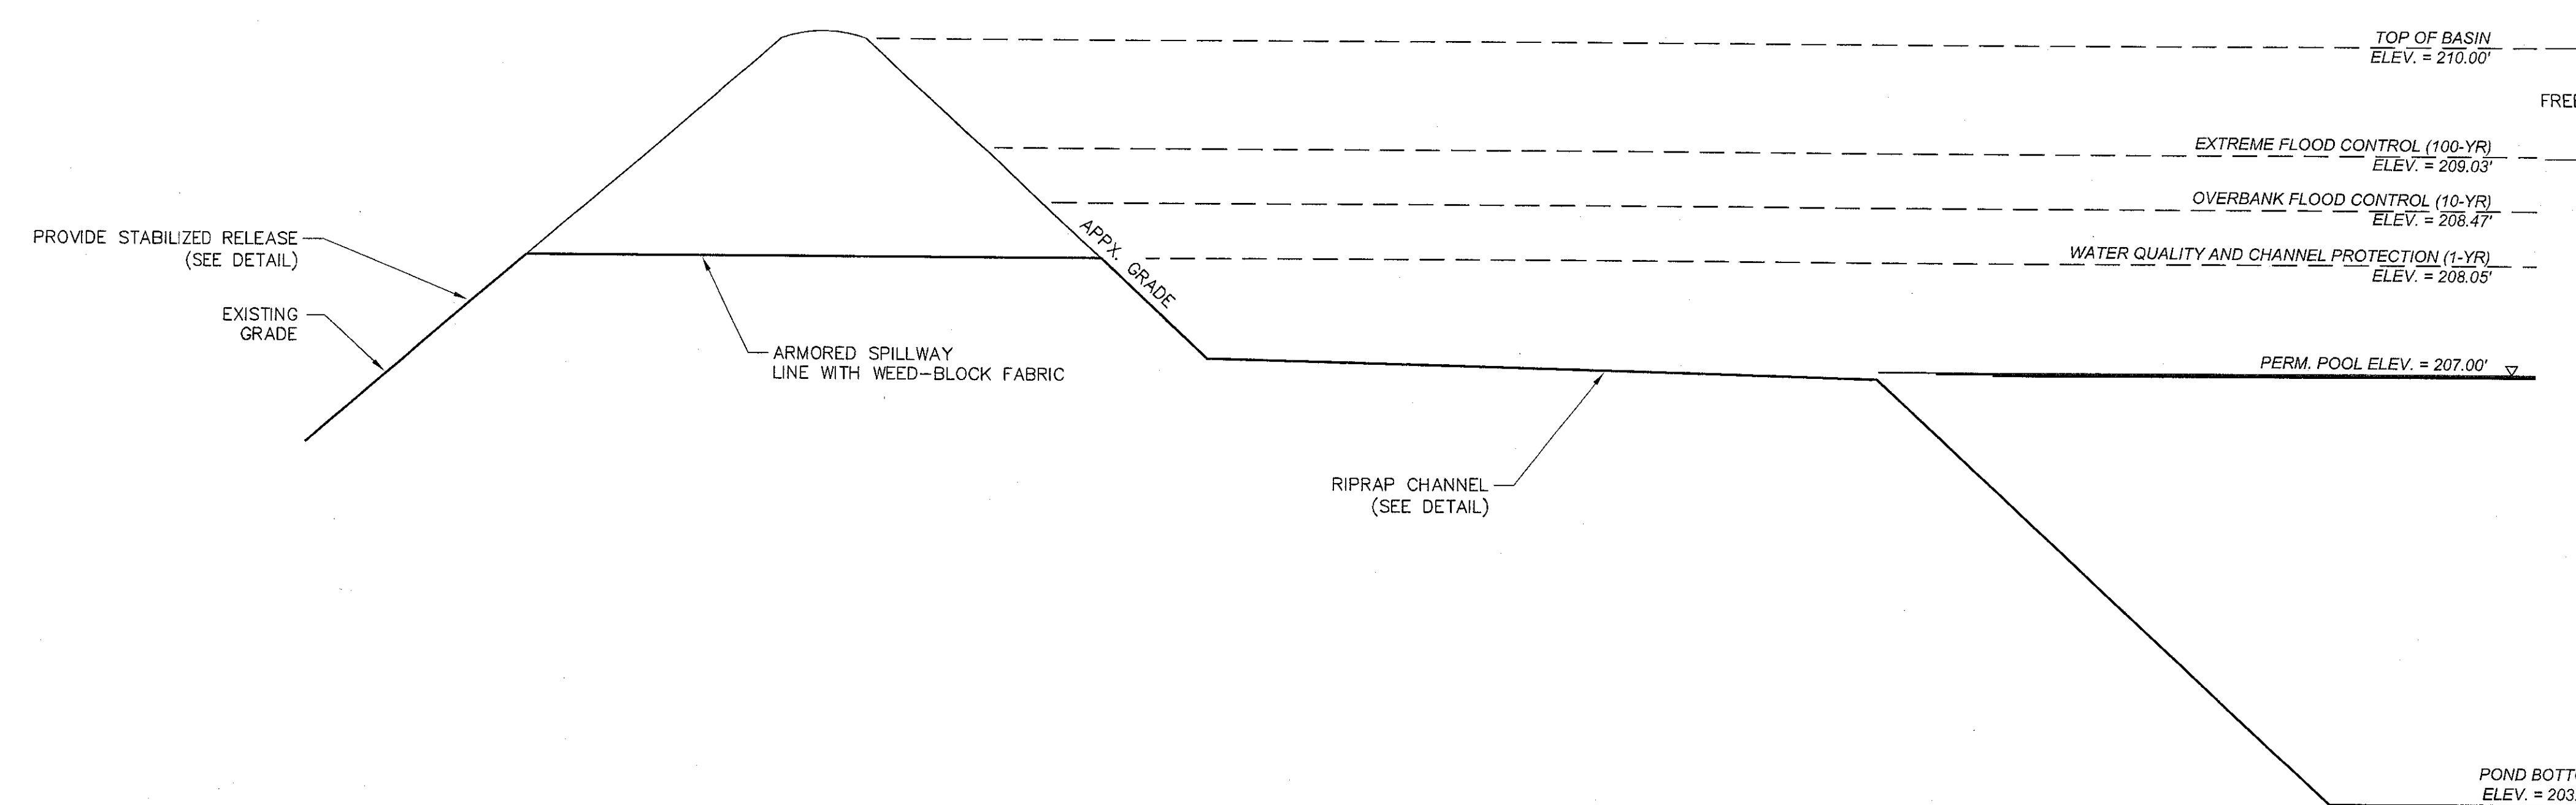 TOP OF BASIN
ELEV. = 210.00'
EXTREME FLOOD CONTROL (100-YR)
ELEV. = 209.03'
OVERBANK FLOOD CONTROL (10-YR)
ELEV. = 208.47'
PROVIDE STABILIZED RELEASE
(SEE DETAIL)
APPX. GRADE
WATER QUALITY AND CHANNEL PROTECTION (1-YR)
ELEV. = 208.05'
EXISTING
GRADE
ARMORED SPILLWAY
LINE WITH WEED-BLOCK FABRIC
PERM. POOL ELEV. = 207.00'
RIPRAP CHANNEL
(SEE DETAIL)
POND
ELEV. = 203